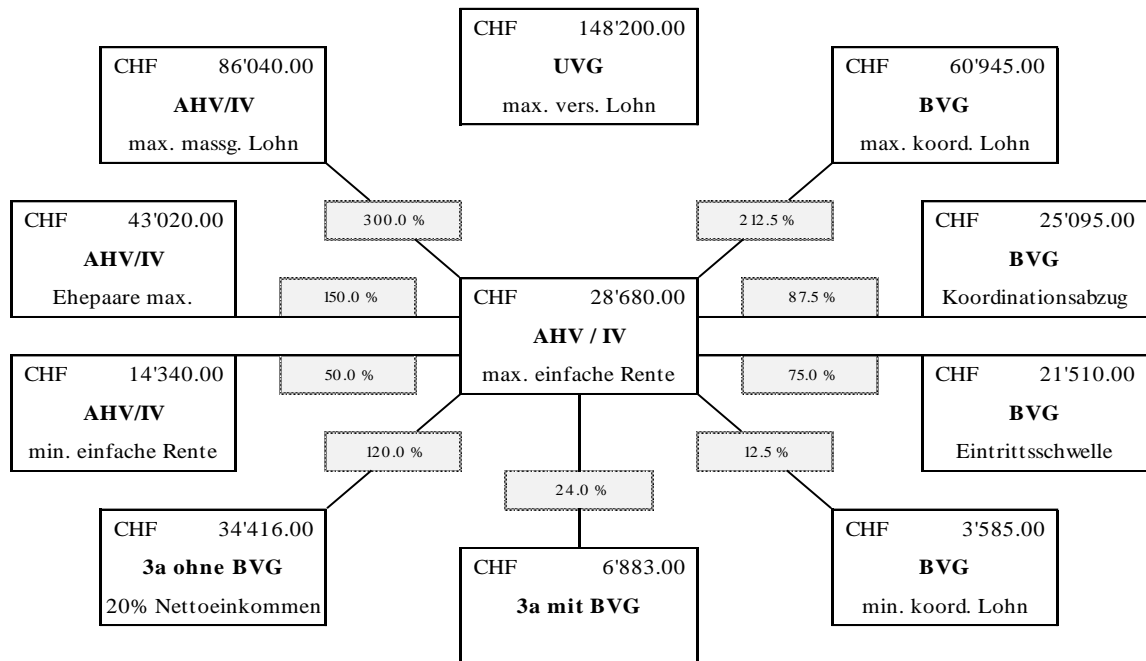 CHF 148'200.00
UVG
max. vers. Lohn
CHF 86'040.00
AHV/IV
max. massg. Lohn
CHF 60'945.00
BVG
max. koord. Lohn
300.0 %
212.5 %
CHF 43'020.00
AHV/IV
Ehepaare max.
150.0 %
CHF 28'680.00
AHV / IV
max. einfache Rente
87.5 %
CHF 25'095.00
BVG
Koordinationsabzug
CHF 14'340.00
AHV/IV
min. einfache Rente
50.0 %
75.0 %
CHF 21'510.00
BVG
Eintrittsschwelle
120.0 %
24.0 %
12.5 %
CHF 34'416.00
3a ohne BVG
20% Nettoeinkommen
CHF 6'883.00
3a mit BVG
CHF 3'585.00
BVG
min. koord. Lohn